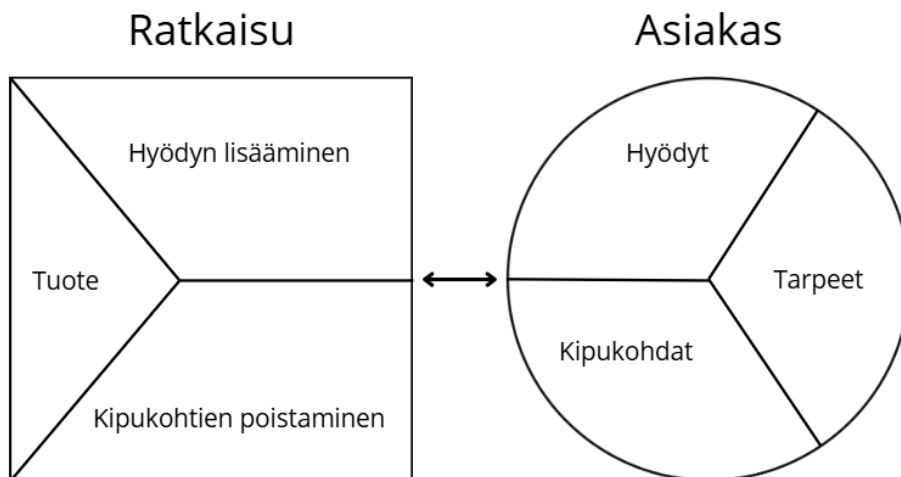 Ratkaisu
Asiakas
Hyödyn lisääminen
Tuote
Kipukohtien poistaminen
Hyödyt
Tarpeet
Kipukohdat